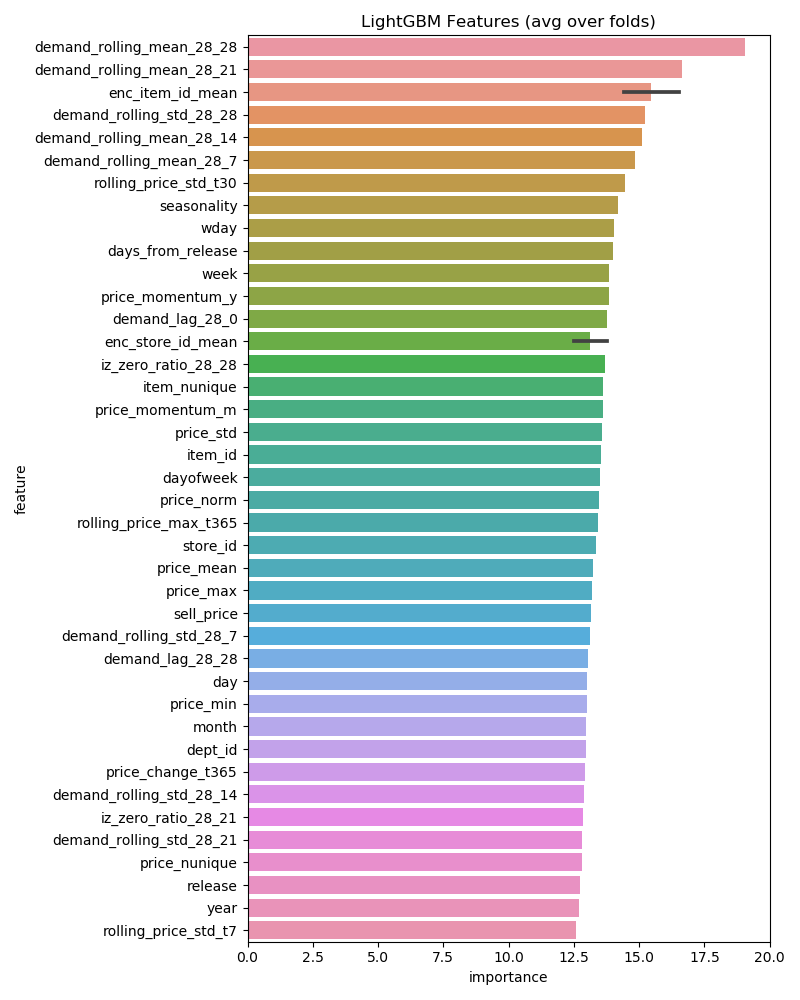 LightGBM Features (avg over folds)
demand_rolling_mean_28_28
demand_rolling_mean_28_21
enc_item_id_mean
demand_rolling_std_28_28
demand_rolling_mean_28_14
demand_rolling_mean_28_7
rolling_price_std_t30
seasonality
wday
days_from_release
week
price_momentum_y
demand_lag_28_0
enc_store_id_mean
iz_zero_ratio_28_28
item_nunique
price_momentum_m
price_std
item_id
dayofweek
price_norm
rolling_price_max_t365
store_id
price_mean
price_max
sell_price
demand_rolling_std_28_7
demand_lag_28_28
day
price_min
month
dept_id
price_change_t365
demand_rolling_std_28_14
iz_zero_ratio_28_21
demand_rolling_std_28_21
price_nunique
release
year
rolling_price_std_t7
feature
0.0 2.5 5.0 7.5 10.0 12.5 15.0 17.5 20.0
importance